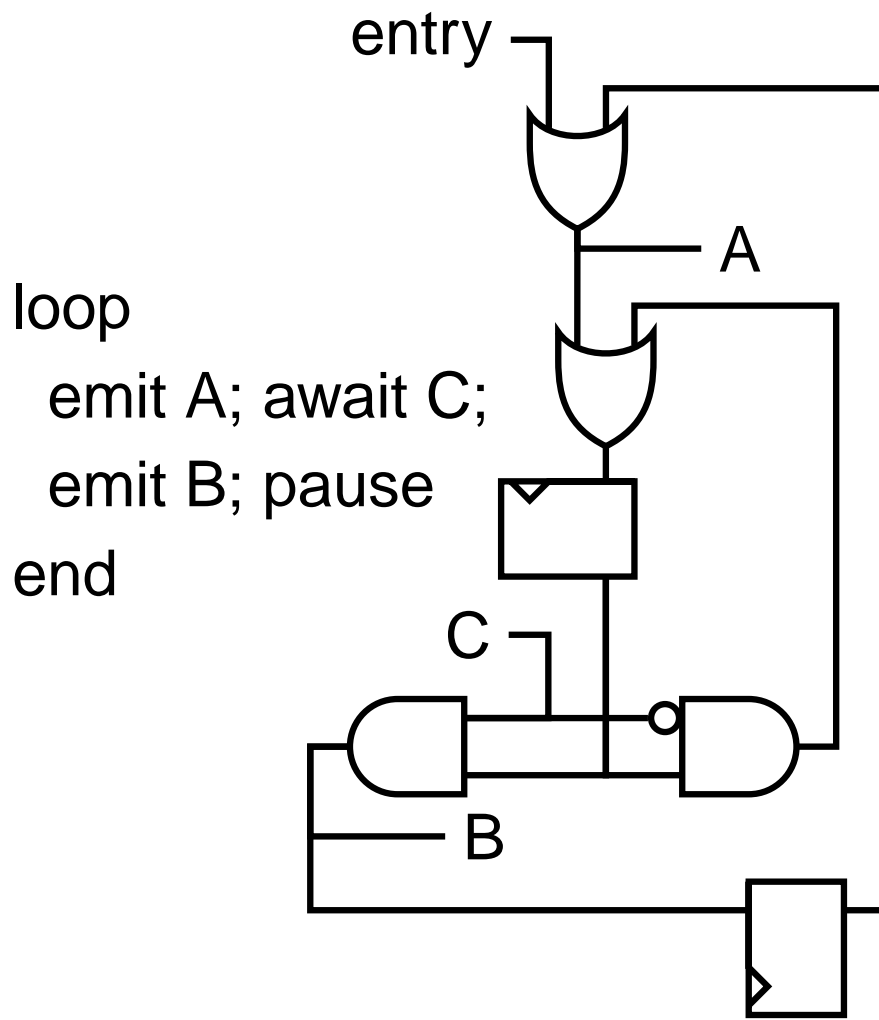 entry
A
loop
emit A; await C;
emit B; pause
end
C
B